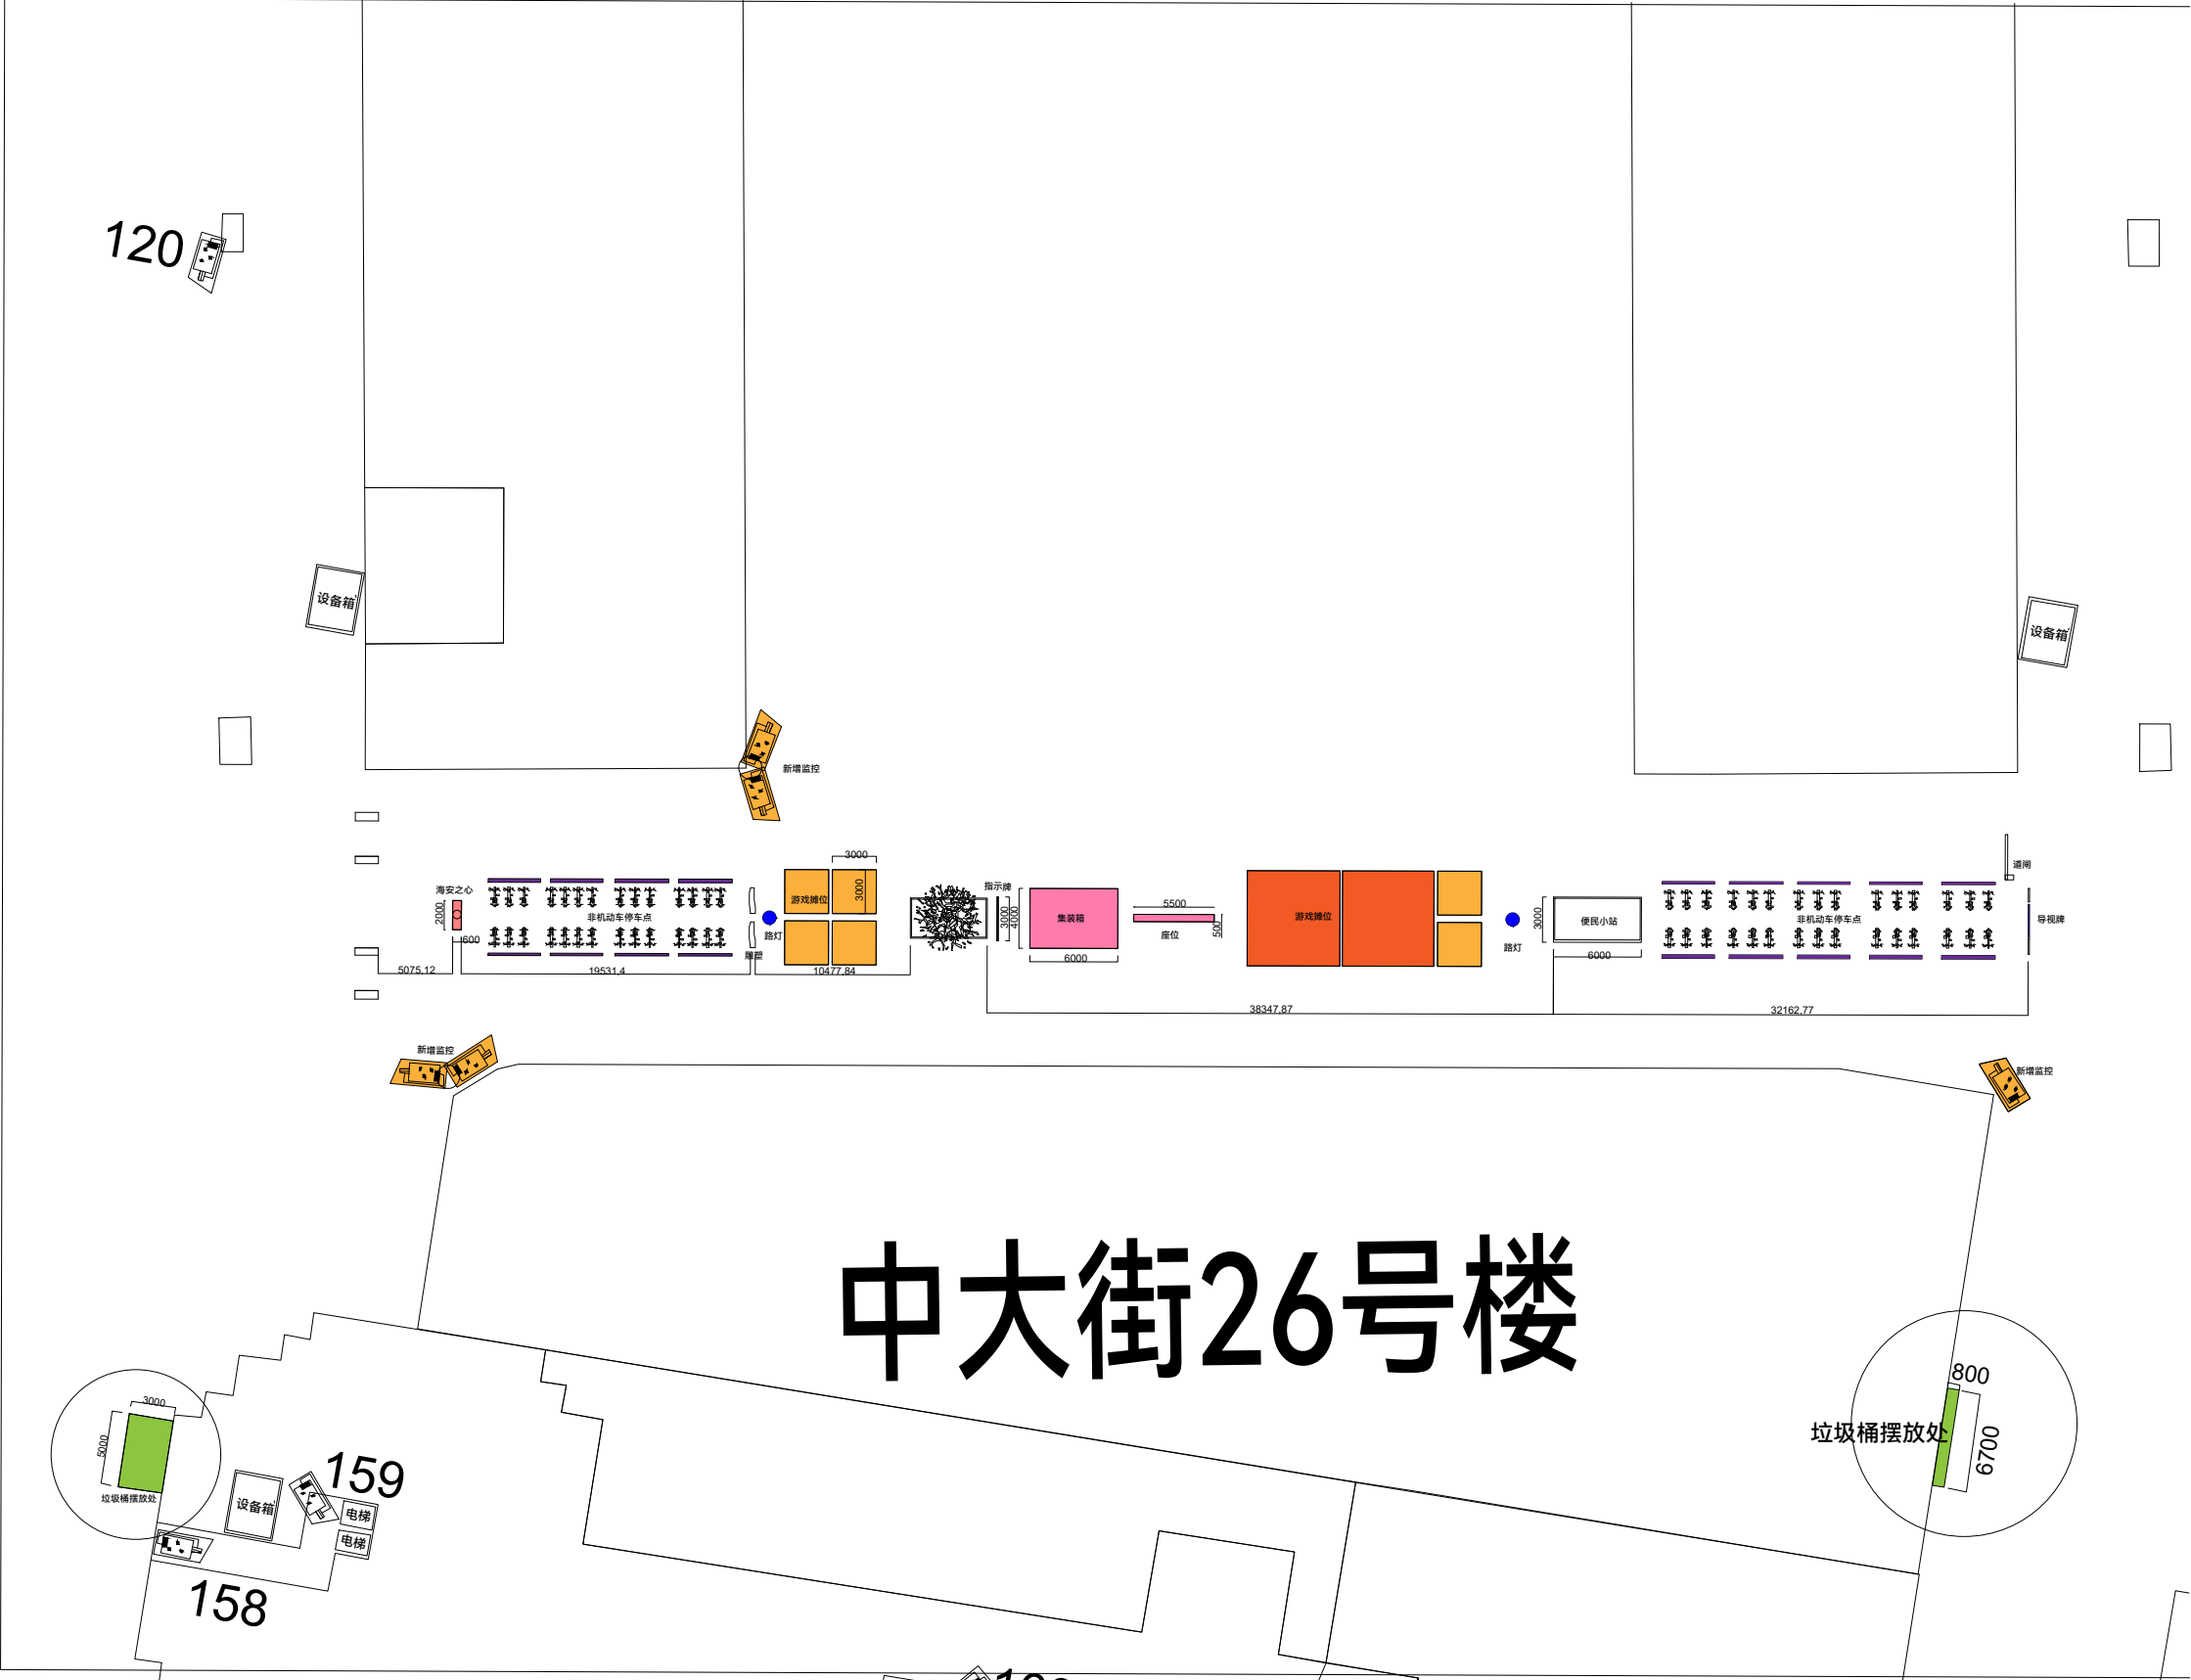 120
设备箱
设备箱
新增监控
3000
道闸
海安之心
指示牌
3000
游戏摊位
5500
2000
非机动车停车点
3000
4000
集装箱
500
游戏摊位
3000
便民小站
非机动车停车点
导视牌
路灯
座位
600
路灯
雕塑
6000
6000
5075.12
19531.4
10477.84
38347.87
32162.77
新增监控
新增监控
中大街26号楼
800
3000
垃圾桶摆放处
5000
6700
159
垃圾桶摆放处
设备箱
电梯
电梯
158